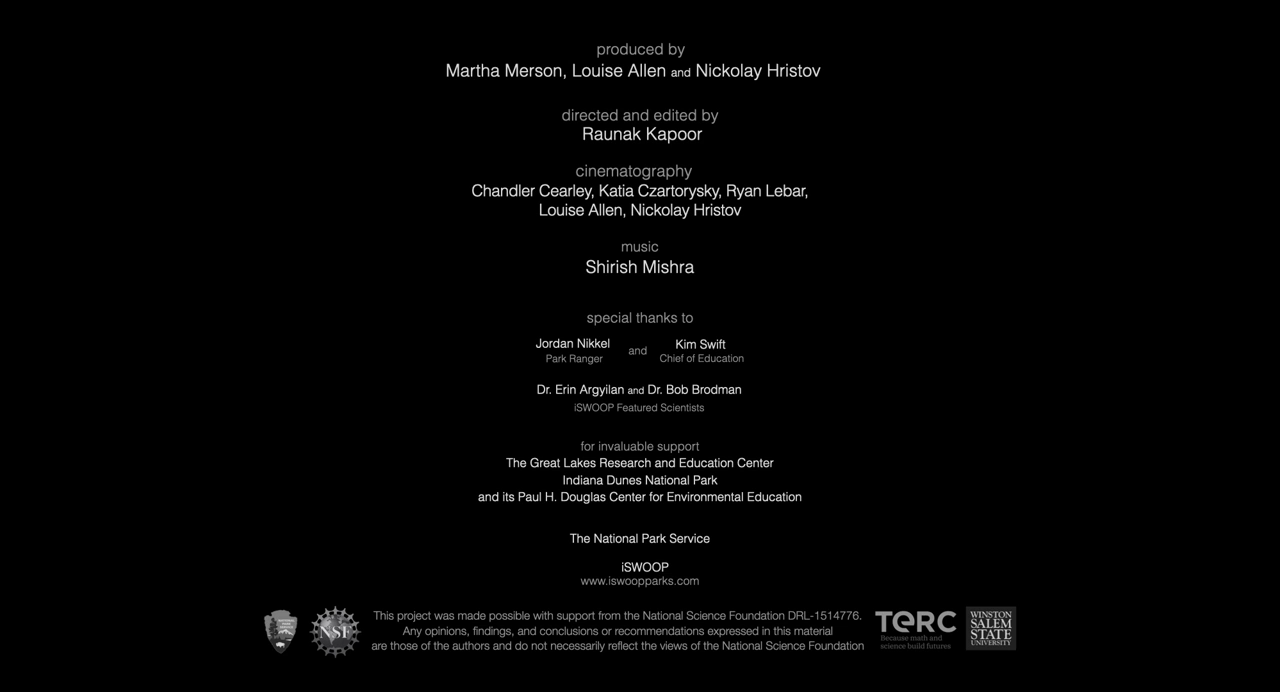 produced by
Martha Merson, Louise Allen and Nickolay Hristov
directed and edited by
Raunak Kapoor
cinematography
Chandler Cearley, Katia Czartorysky, Ryan Lebar,
Louise Allen, Nickolay Hristov
music
Shirish Mishra
special thanks to
Jordan Nikkel and Kim Swift
Park Ranger Chief of Education
Dr. Erin Argyilan and Dr. Bob Brodman
iSWOOP Featured Scientists
for invaluable support
The Great Lakes Research and Education Center
Indiana Dunes National Park
and its Paul H. Douglas Center for Environmental Education
The National Park Service
iSWOOP
www.iswoopparks.com
NATIONAL
PARK
SERVICE
NSF
This project was made possible with support from the National Science Foundation DRL-1514776.
Any opinions, findings, and conclusions or recommendations expressed in this material
are those of the authors and do not necessarily reflect the views of the National Science Foundation
TERC
Because math and
science build futures
WINSTON
SALEM
STATE
UNIVERSITY